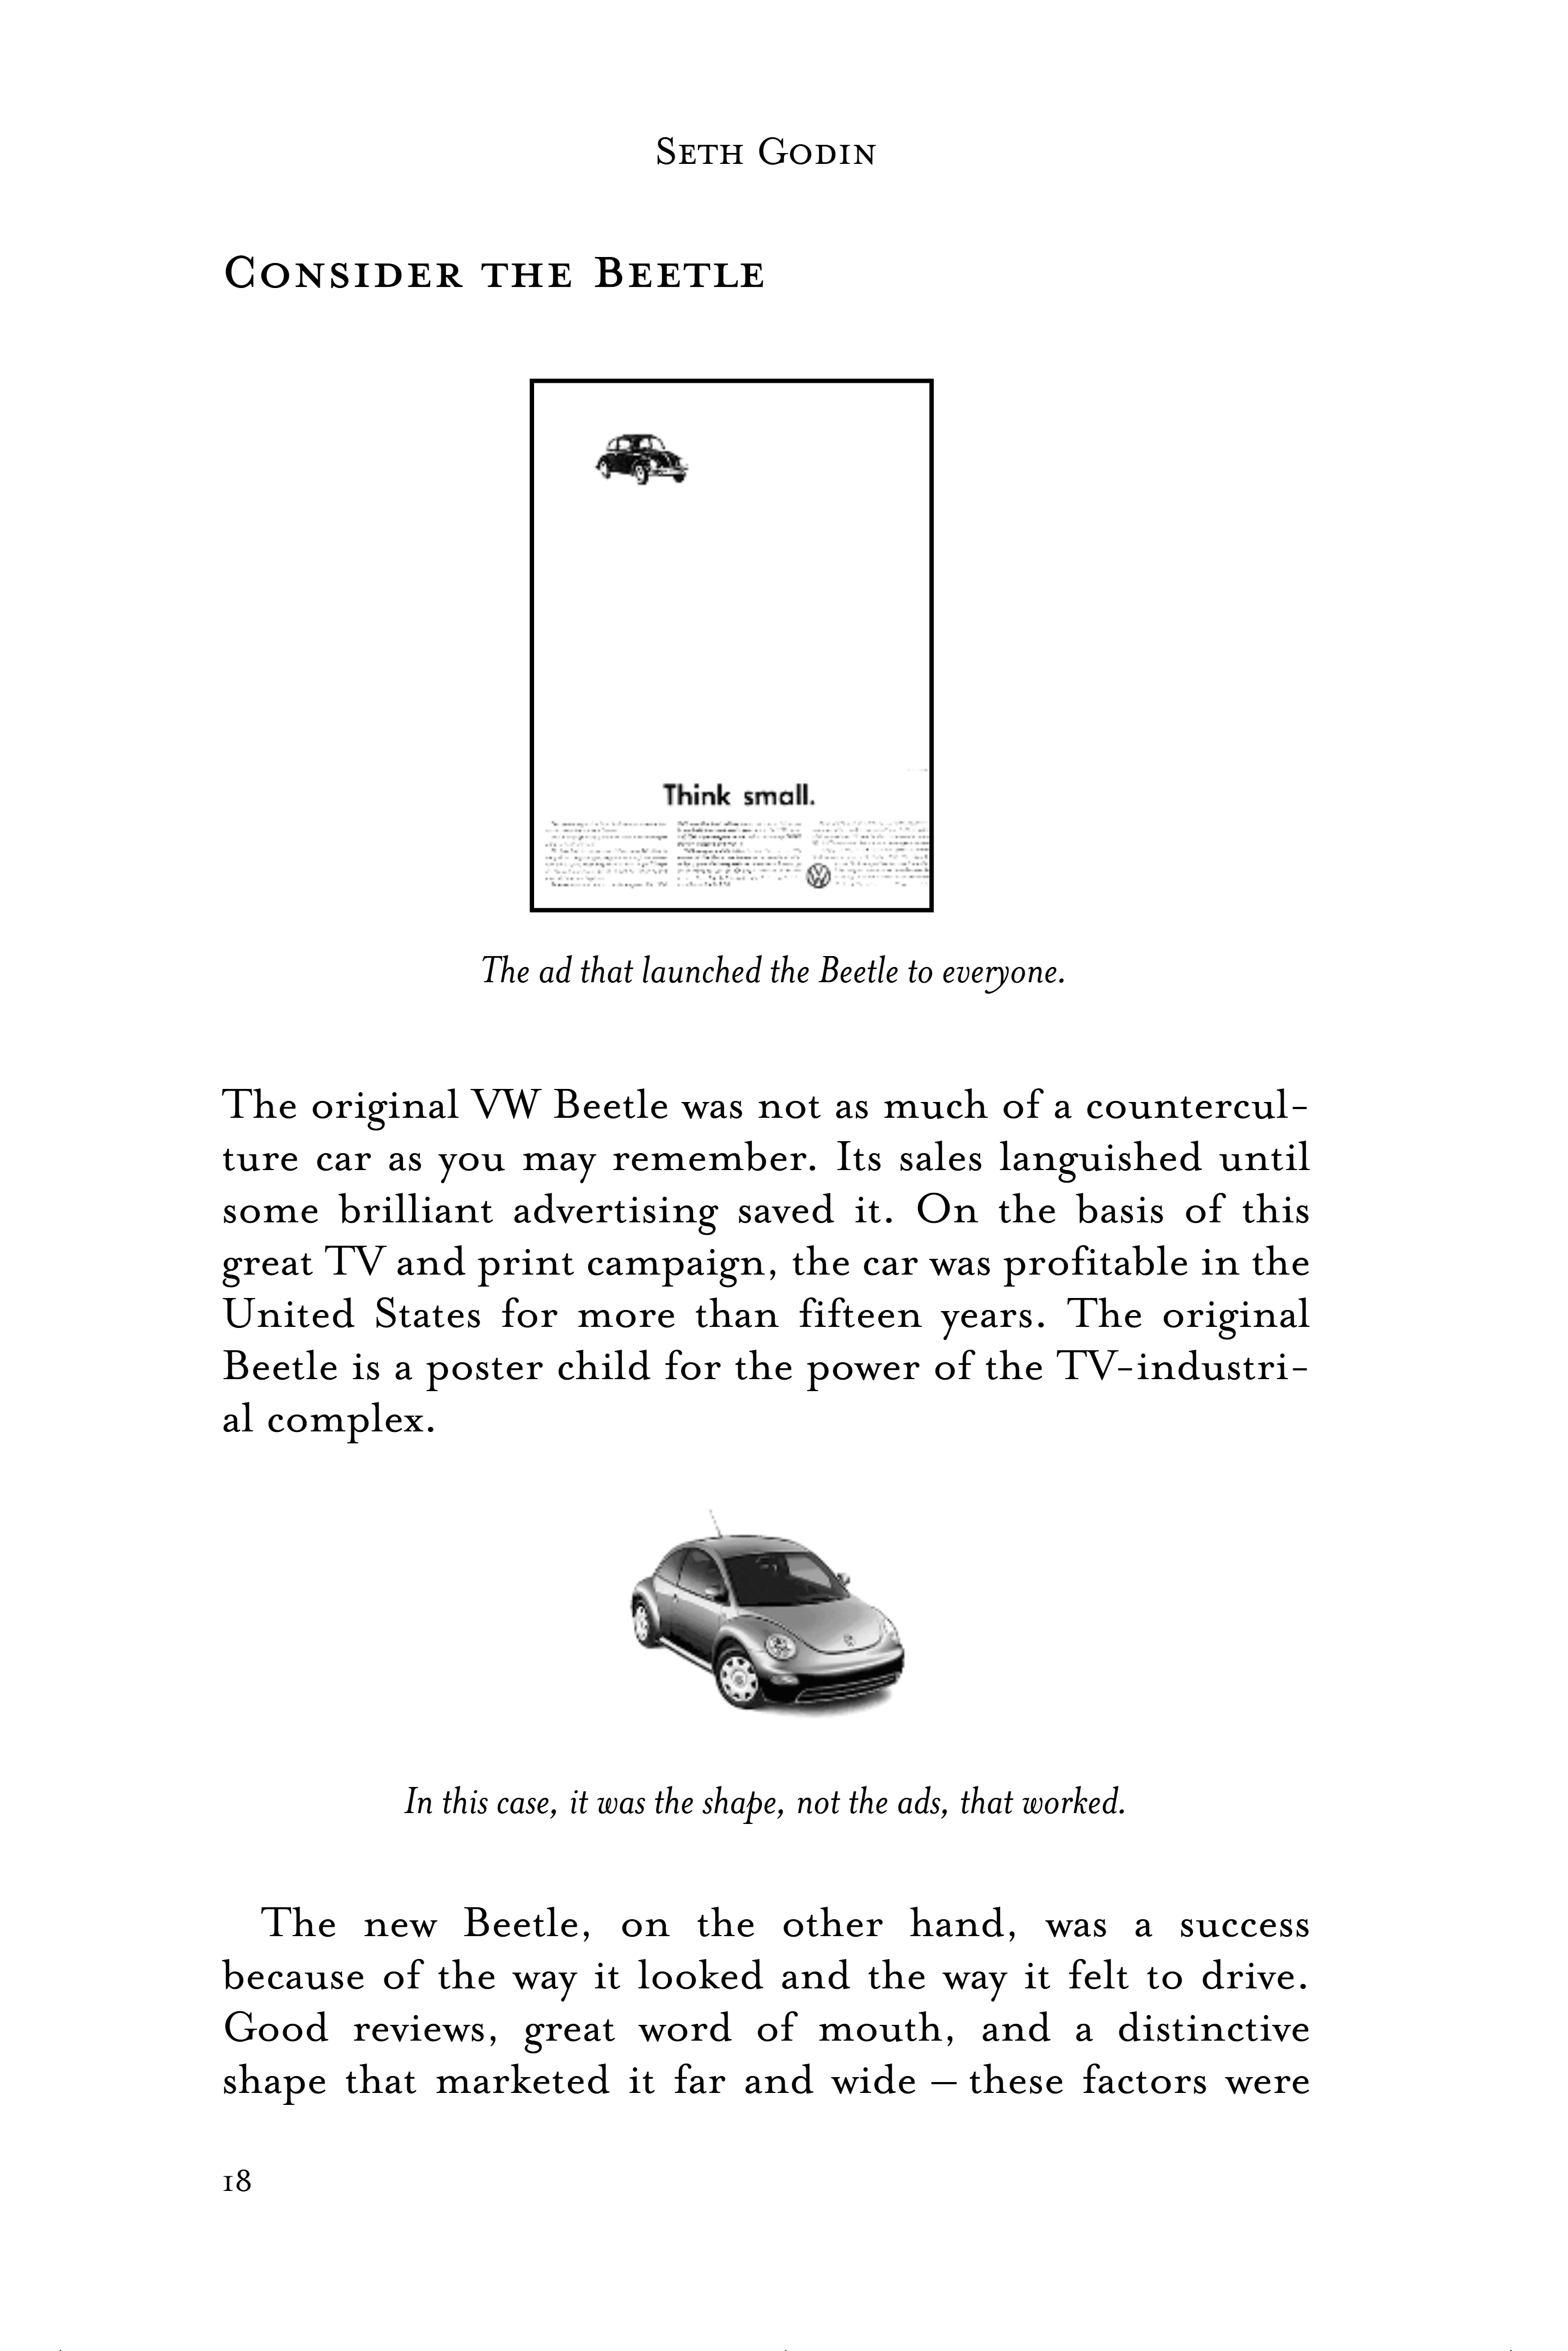 Seth Godin
Consider the Beetle
Think small.
The ad that launched the Beetle to everyone.
The original VW Beetle was not as much of a countercul-
ture car as you may remember. Its sales languished until
some brilliant advertising saved it. On the basis of this
great TV and print campaign, the car was profitable in the
United States for more than fifteen years. The original
Beetle is a poster child for the power of the TV-industri-
al complex.
In this case, it was the shape, not the ads, that worked.
The new Beetle, on the other hand, was a success
because of the way it looked and the way it felt to drive.
Good reviews, great word of mouth, and a distinctive
shape that marketed it far and wide – these factors were
18